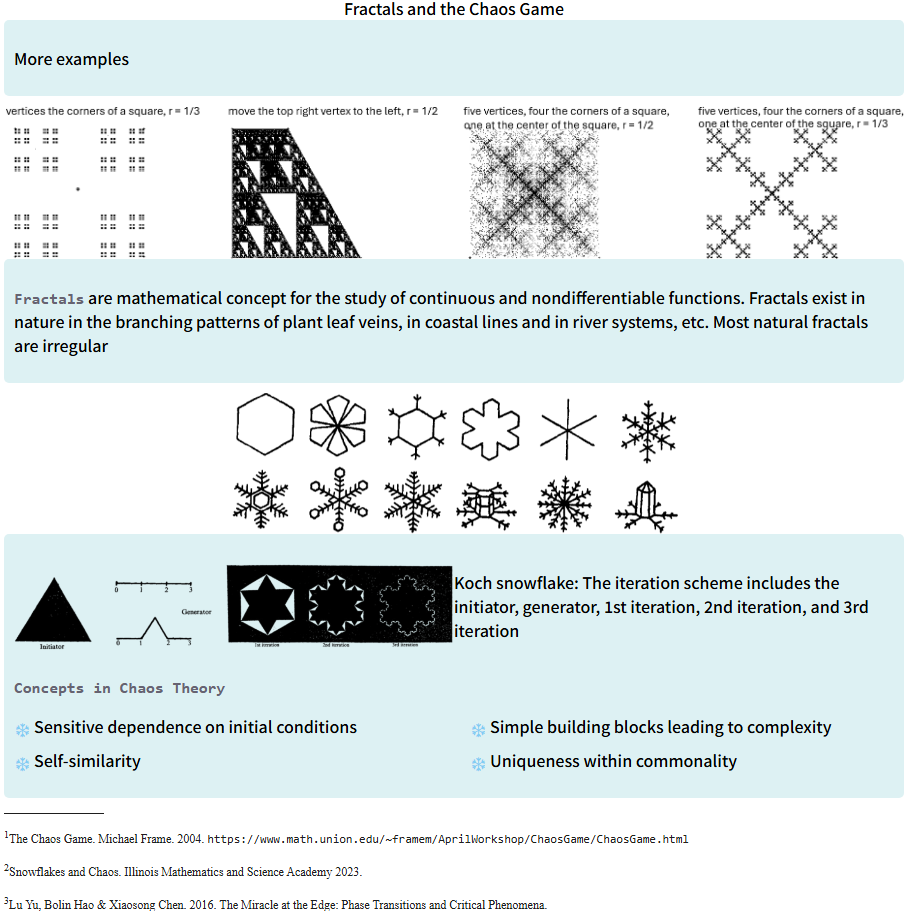 Fractals and the Chaos Game
More examples
vertices the corners of a square, r = 1/3
move the top right vertex to the left, r = 1/2
five vertices, four the corners of a square,
one at the center of the square, r = 1/2
five vertices, four the corners of a square,
one at the center of the square, r = 1/3
Fractals are mathematical concept for the study of continuous and nondifferentiable functions. Fractals exist in
nature in the branching patterns of plant leaf veins, in coastal lines and in river systems, etc. Most natural fractals
are irregular
0 1 2 3
Generator
0 1 2 3
Initiator
1st iteration
2nd iteration
3rd iteration
Koch snowflake: The iteration scheme includes the
initiator, generator, 1st iteration, 2nd iteration, and 3rd
iteration
Concepts in Chaos Theory
Sensitive dependence on initial conditions
Self-similarity
Simple building blocks leading to complexity
Uniqueness within commonality
1The Chaos Game. Michael Frame. 2004. https://www.math.union.edu/~framem/AprilWorkshop/ChaosGame/ChaosGame.html
2Snowflakes and Chaos. Illinois Mathematics and Science Academy 2023.
3Lu Yu, Bolin Hao & Xiaosong Chen. 2016. The Miracle at the Edge: Phase Transitions and Critical Phenomena.